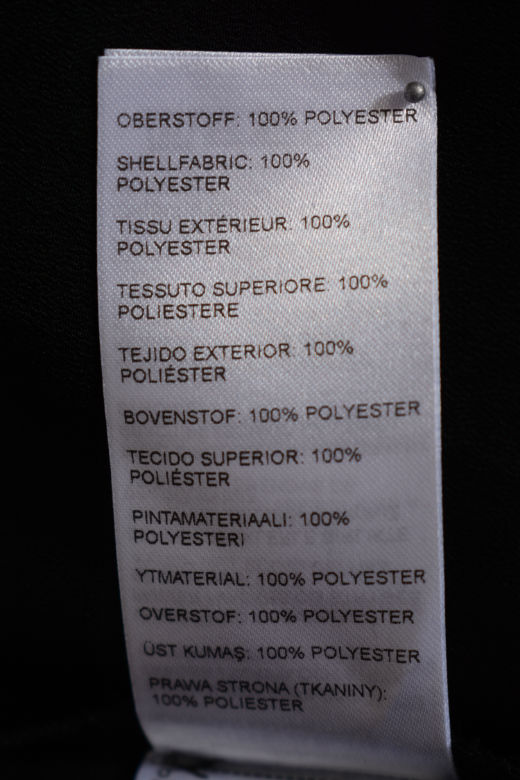 OBERSTOFF: 100% POLYESTER
SHELLFABRIC: 100%
POLYESTER
TISSU EXTÉRIEUR: 100%
POLYESTER
TESSUTO SUPERIORE: 100%
POLIESTERE
TEJIDO EXTERIOR: 100%
POLIÉSTER
BOVENSTOF: 100% POLYESTER
TECIDO SUPERIOR: 100%
POLIÉSTER
PINTAMATERIAALI: 100%
POLYESTERI
YTMATERIAL: 100% POLYESTER
OVERSTOF: 100% POLYESTER
ÜST KUMAŞ: 100% POLYESTER
PRAWA STRONA (TKANINY):
100% POLIESTER